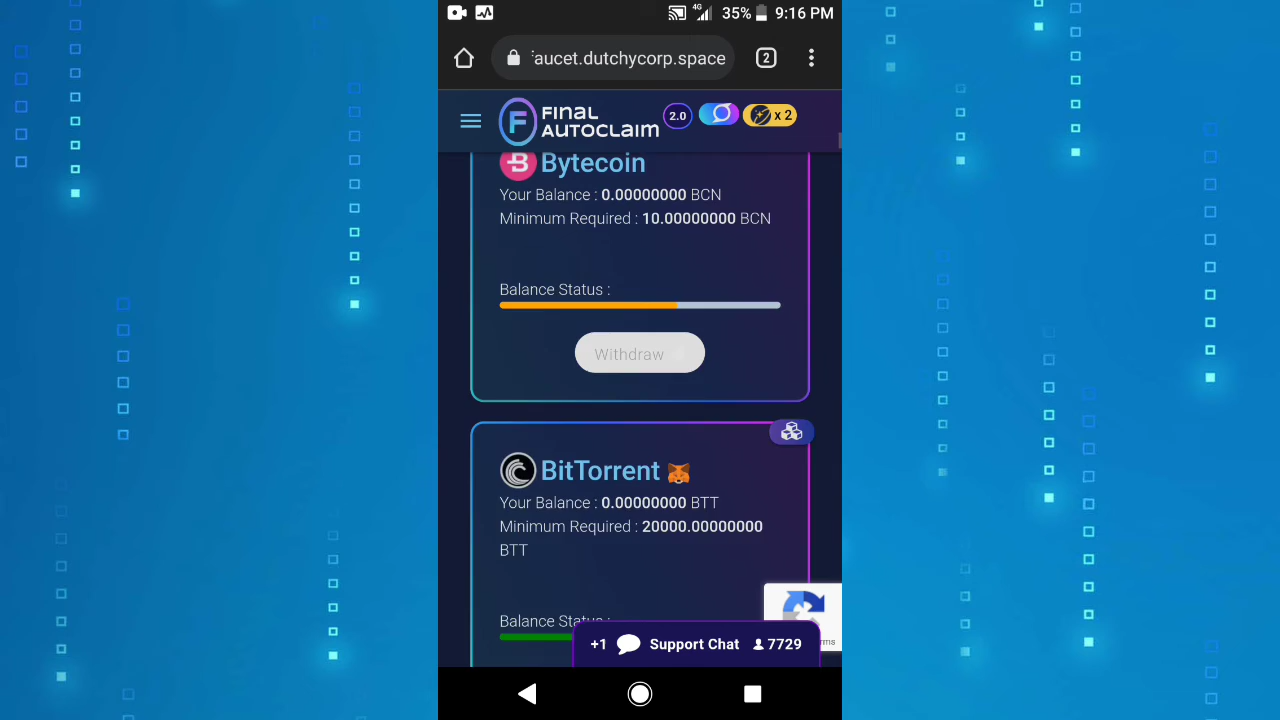 35% 9:16 PM
4G
aucet.dutchycorp.space
2
FINAL
AUTOCLAIM
2.0
x 2
Bytecoin
Your Balance : 0.00000000 BCN
Minimum Required : 10.00000000 BCN
Balance Status :
Withdraw
BitTorrent
Your Balance : 0.00000000 BTT
Minimum Required : 20000.00000000
BTT
Balance Status :
+1 Support Chat 7729